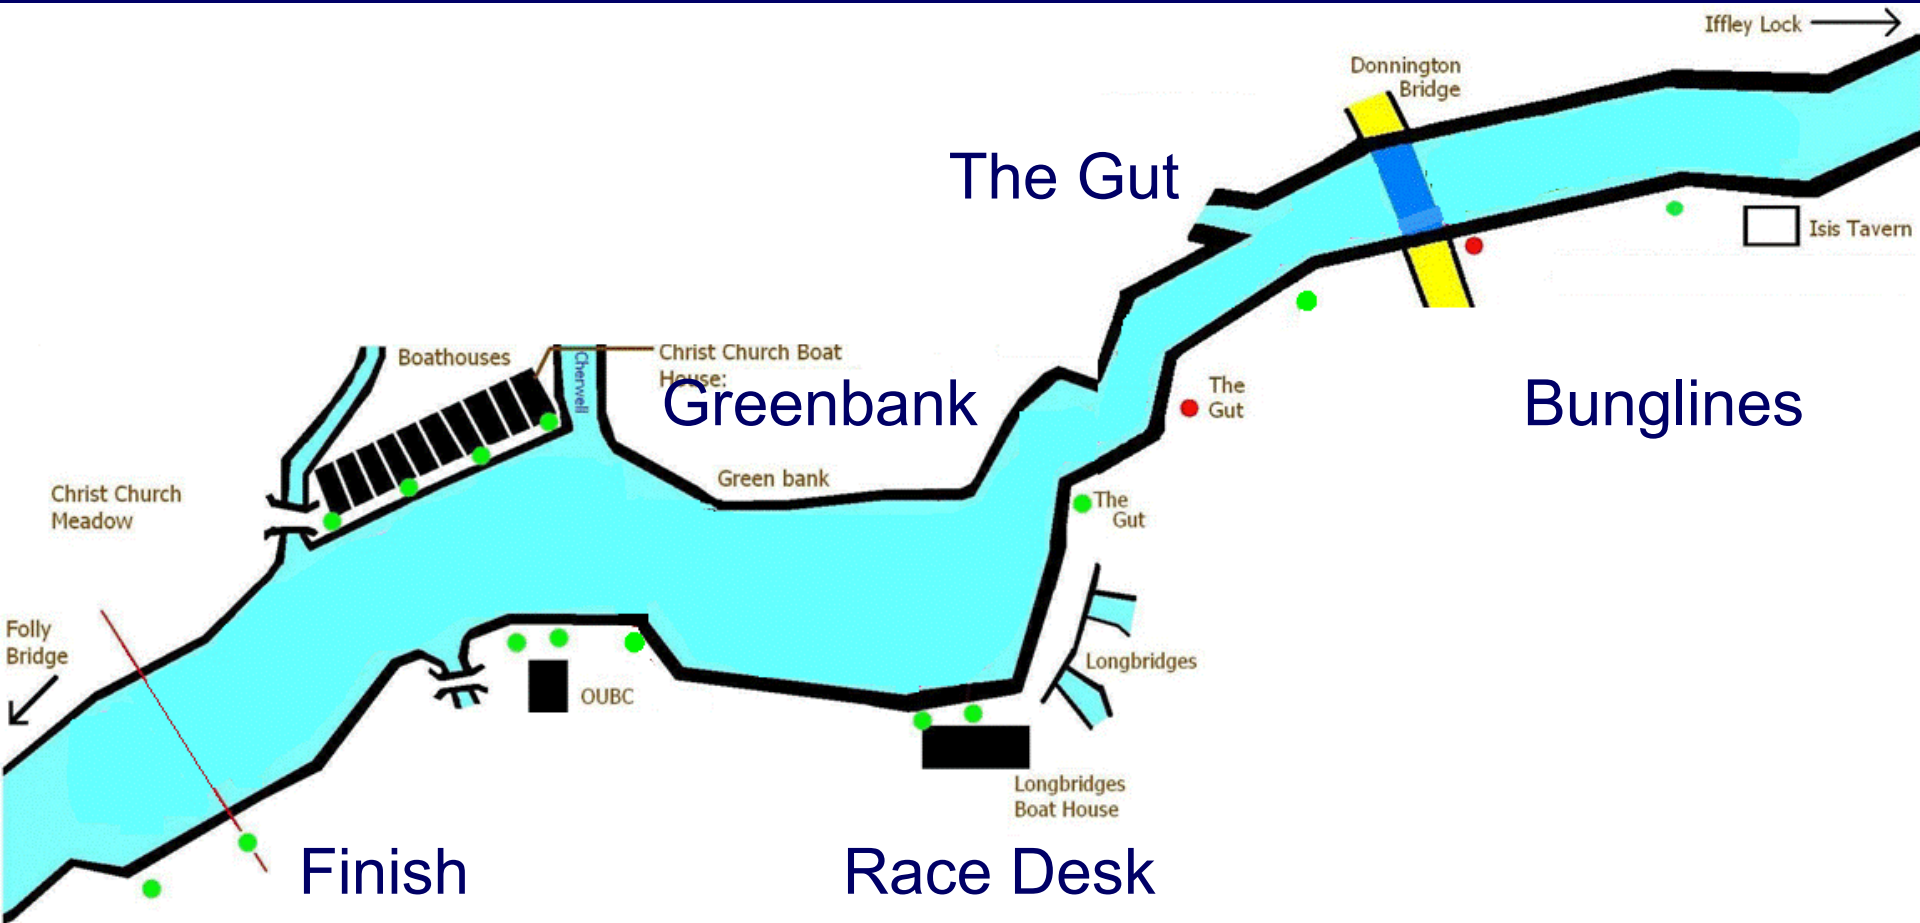 Iffley Lock
Donnington
Bridge
The Gut
Isis Tavern
Boathouses
Cherwell
Christ Church Boat
House:
Greenbank
The
Gut
Bunglines
Green bank
Christ Church
Meadow
The
Gut
Folly
Bridge
Longbridges
OUBC
Longbridges
Boat House
Finish
Race Desk